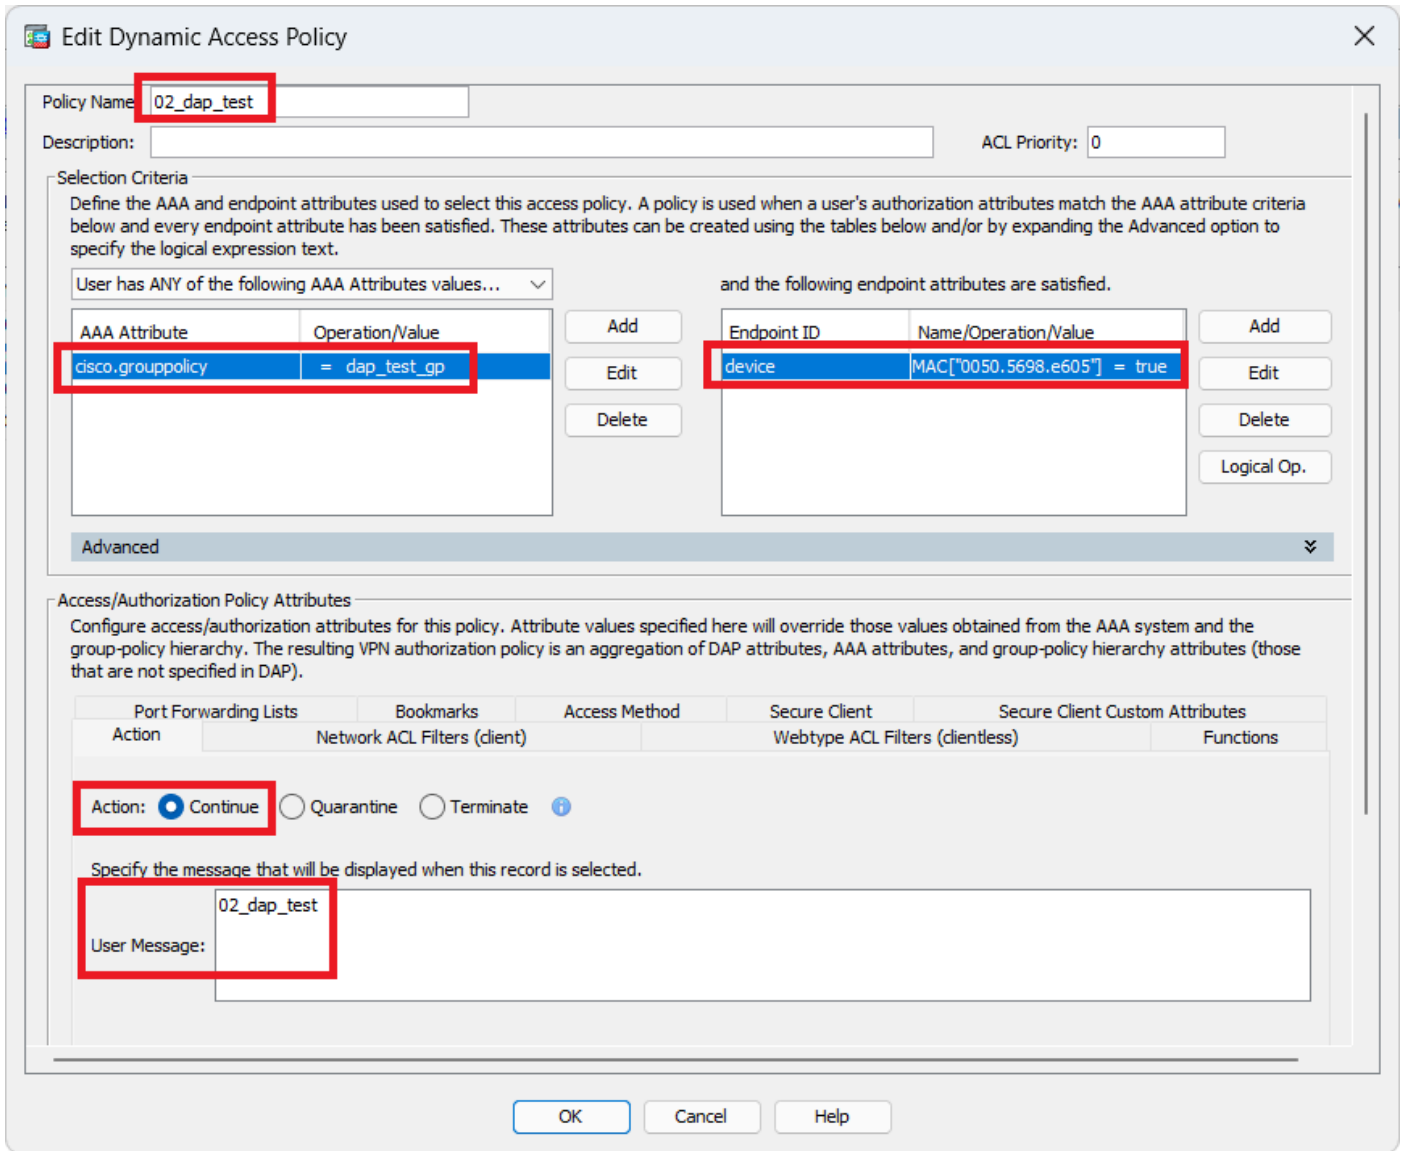 Edit Dynamic Access Policy
Policy Name 02_dap_test
Description: ACL Priority: 0
Selection Criteria
Define the AAA and endpoint attributes used to select this access policy. A policy is used when a user's authorization attributes match the AAA attribute criteria
below and every endpoint attribute has been satisfied. These attributes can be created using the tables below and/or by expanding the Advanced option to
specify the logical expression text.
User has ANY of the following AAA Attributes values... and the following endpoint attributes are satisfied.
AAA Attribute Operation/Value Add Endpoint ID Name/Operation/Value Add
cisco.grouppolicy = dap_test_gp Edit device MAC["0050.5698.e605"] = true Edit
Delete Delete
Logical Op.
Advanced
Access/Authorization Policy Attributes
Configure access/authorization attributes for this policy. Attribute values specified here will override those values obtained from the AAA system and the
group-policy hierarchy. The resulting VPN authorization policy is an aggregation of DAP attributes, AAA attributes, and group-policy hierarchy attributes (those
that are not specified in DAP).
Port Forwarding Lists Bookmarks Access Method Secure Client Secure Client Custom Attributes
Action Network ACL Filters (client) Webtype ACL Filters (clientless) Functions
Action: Continue Quarantine Terminate
Specify the message that will be displayed when this record is selected.
02_dap_test
User Message:
OK Cancel Help